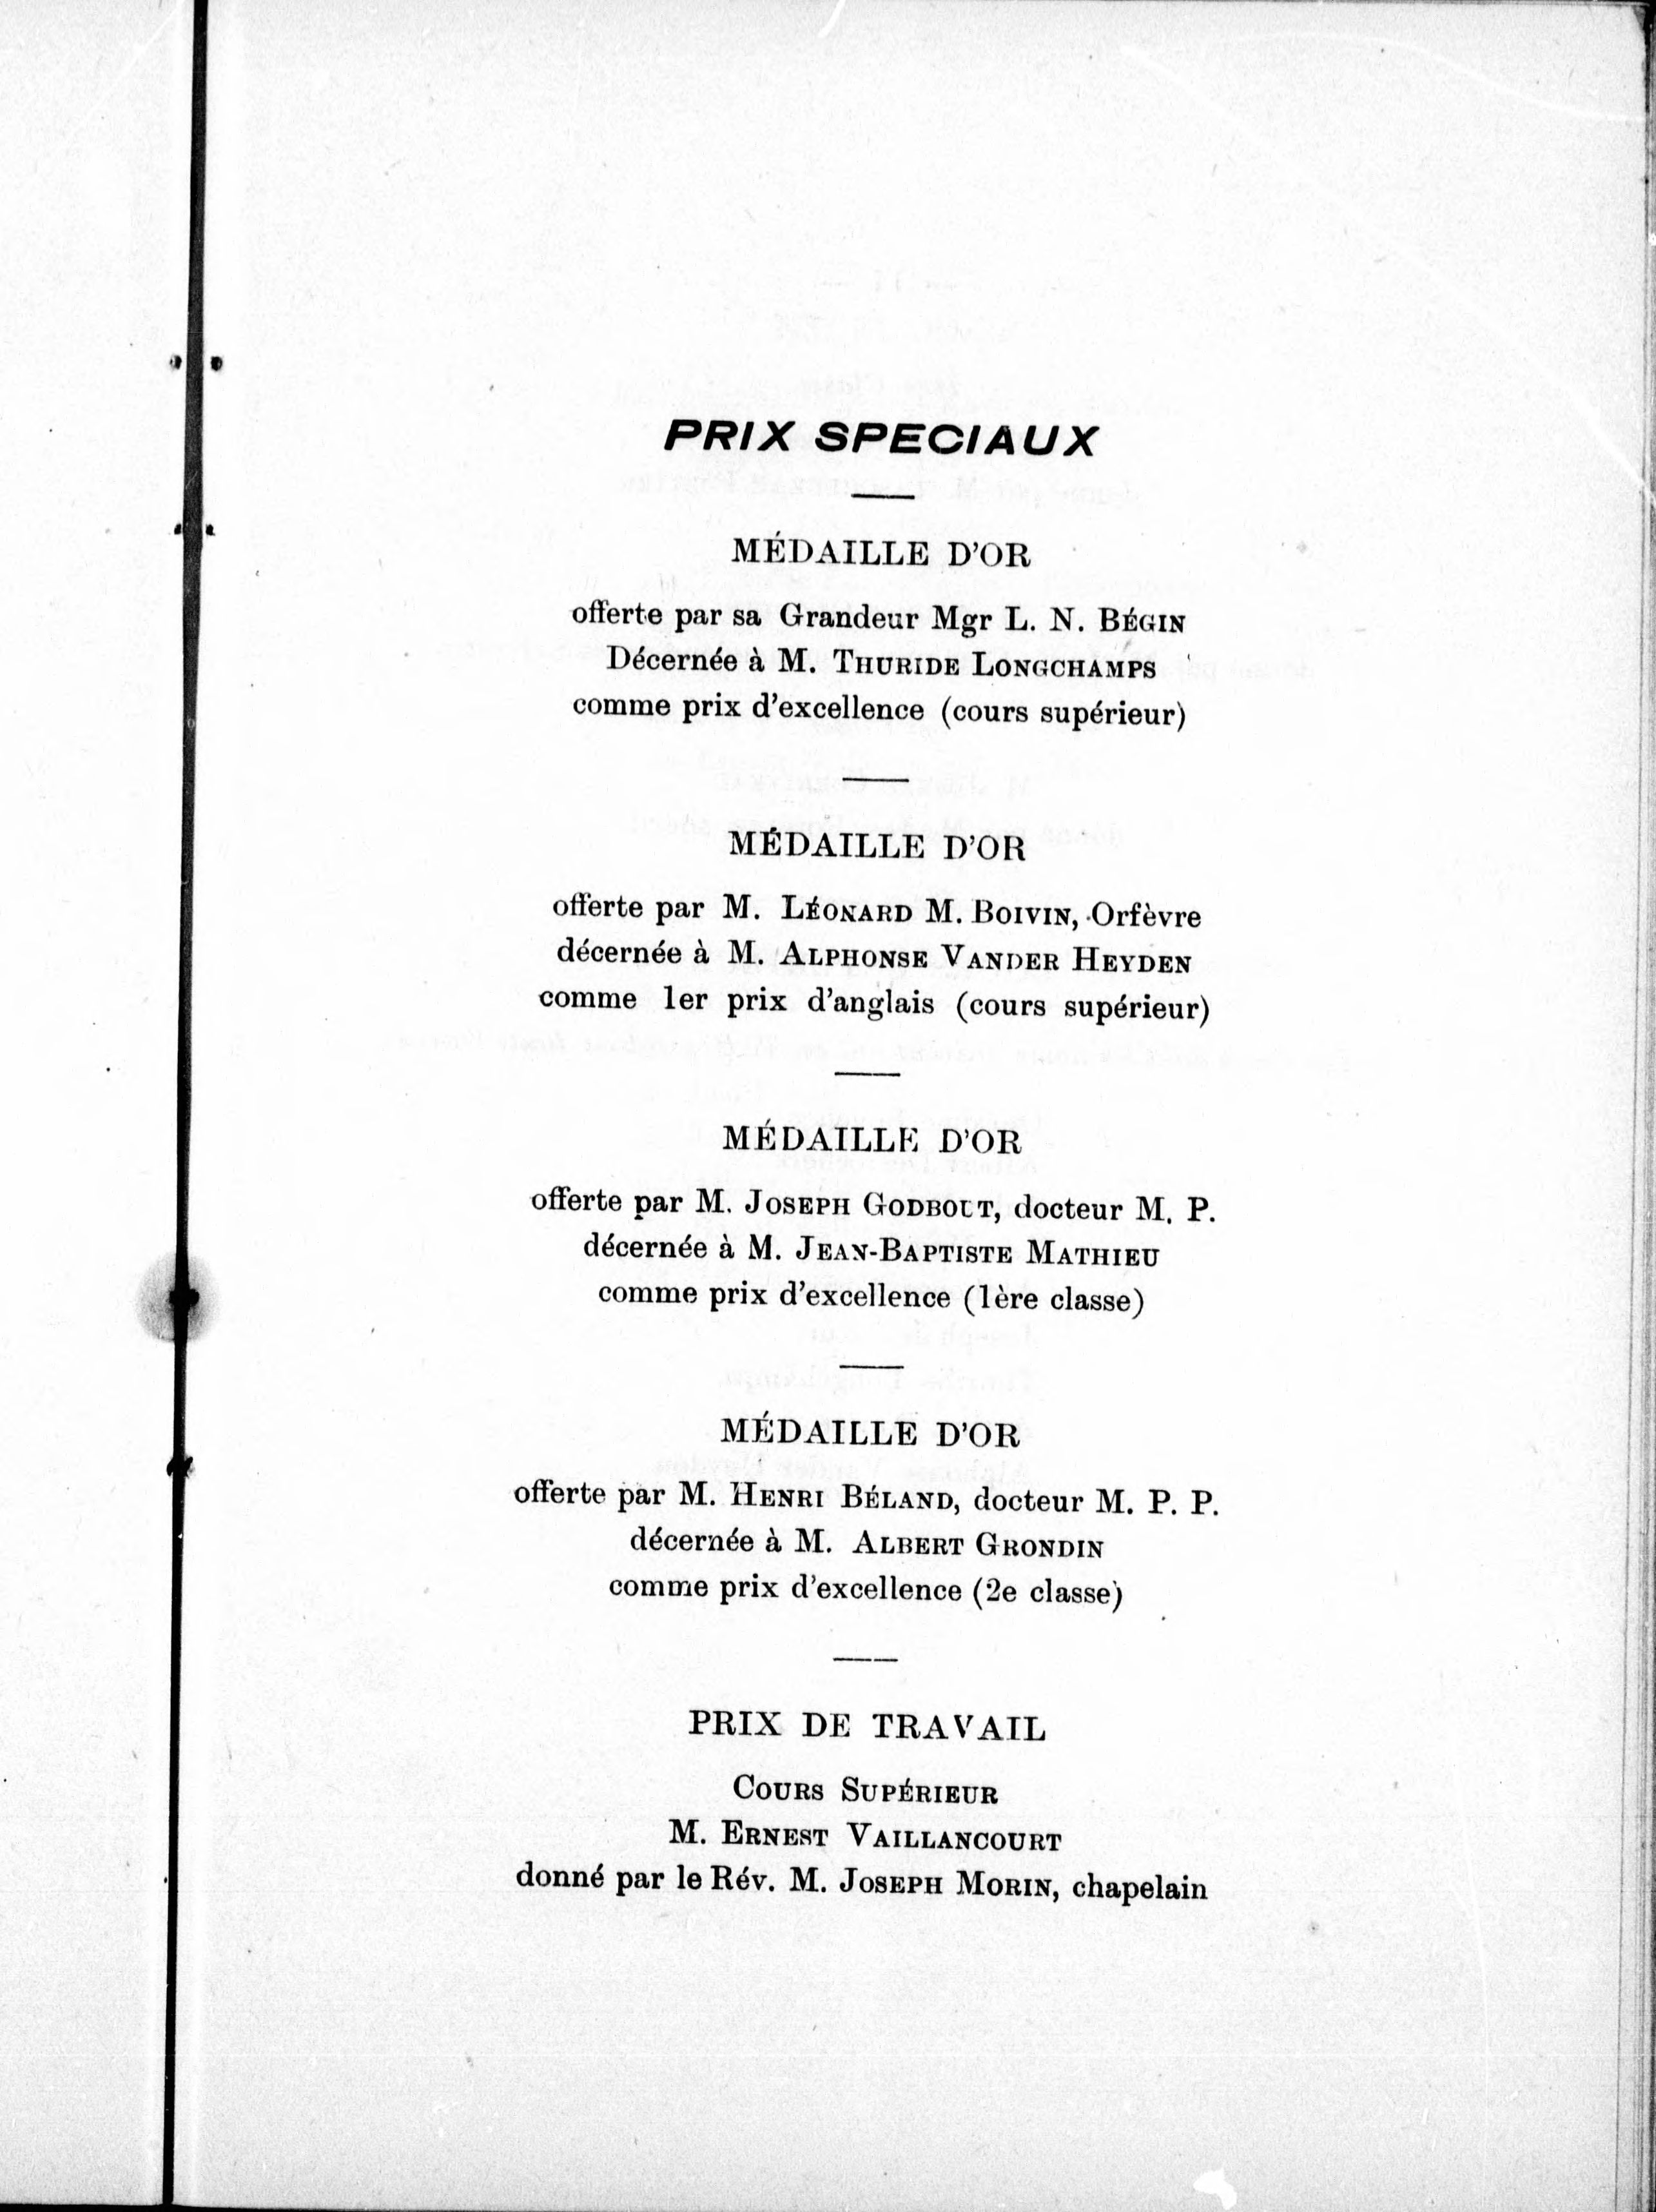 PRIX SPECIAUX
MÉDAILLE D'OR
offerte par sa Grandeur Mgr L. N. BÉGIN
Décernée à M. THURIDE LONGCHAMPS
comme prix d'excellence (cours supérieur)
MÉDAILLE D'OR
offerte par M. LÉONARD M. BOIVIN, Orfèvre
décernée à M. ALPHONSE VANDER HEYDEN
comme 1er prix d'anglais (cours supérieur)
MÉDAILLE D'OR
offerte par M. JOSEPH GODBOUT, docteur M. P.
décernée à M. JEAN-BAPTISTE MATHIEU
comme prix d'excellence (1ère classe)
MÉDAILLE D'OR
offerte par M. HENRI BÉLAND, docteur M. P. P.
décernée à M. ALBERT GRONDIN
comme prix d'excellence (2e classe)
PRIX DE TRAVAIL
COURS SUPÉRIEUR
M. ERNEST VAILLANCOURT
donné par le Rév. M. JOSEPH MORIN, chapelain